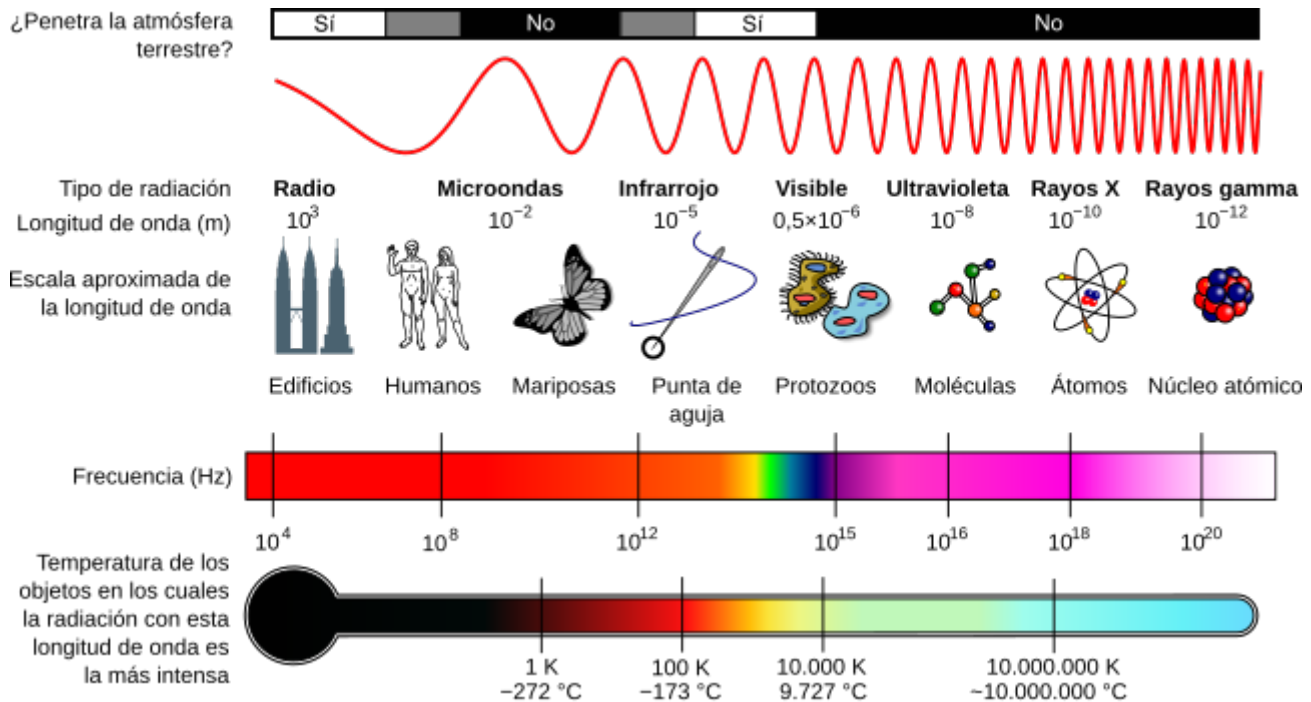 ¿Penetra la atmósfera
terrestre?
Sí
No
Sí
No
Tipo de radiación
Radio
Microondas
Infrarrojo
Visible
Ultravioleta
Rayos X
Rayos gamma
Longitud de onda (m)
10³
10⁻²
10⁻⁵
0,5×10⁻⁶
10⁻⁸
10⁻¹⁰
10⁻¹²
Escala aproximada de
la longitud de onda
Edificios
Humanos
Mariposas
Punta de
aguja
Protozoos
Moléculas
Átomos
Núcleo atómico
Frecuencia (Hz)
10⁴
10⁸
10¹²
10¹⁵
10¹⁶
10¹⁸
10²⁰
Temperatura de los
objetos en los cuales
la radiación con esta
longitud de onda es
la más intensa
1 K
−272 °C
100 K
−173 °C
10.000 K
9.727 °C
10.000.000 K
~10.000.000 °C